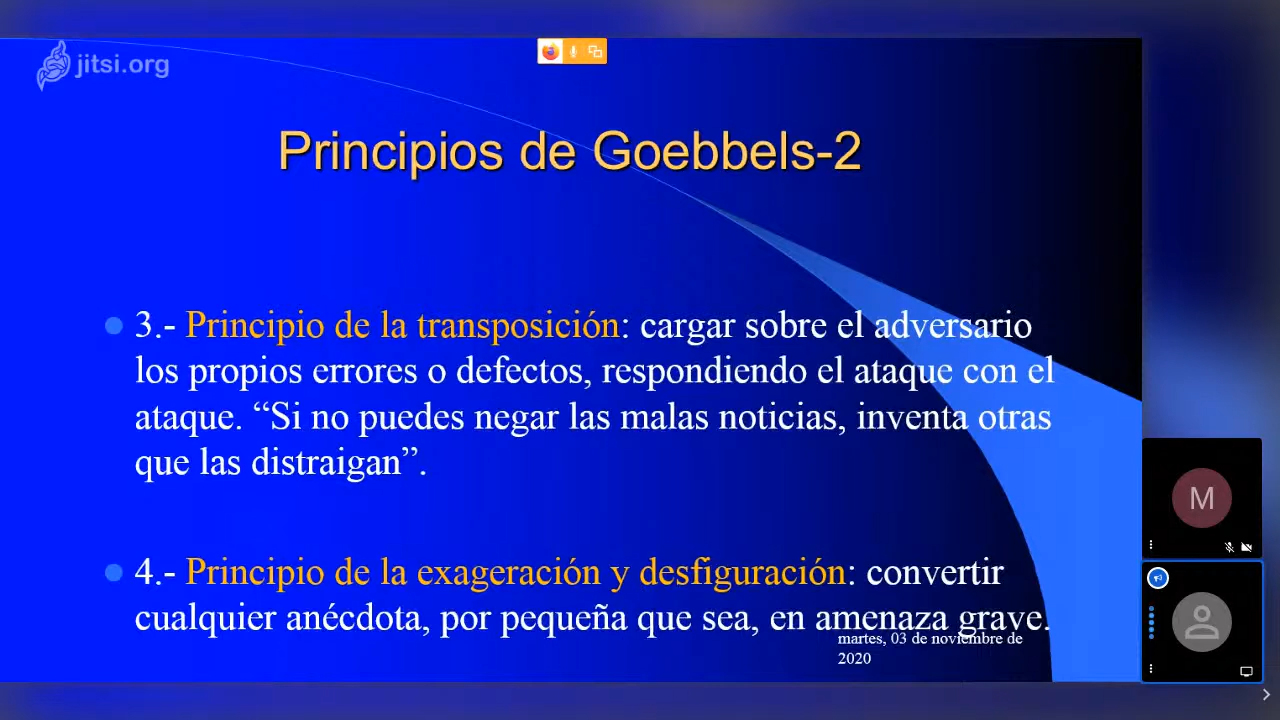 jitsi.org
Principios de Goebbels-2
3.- Principio de la transposición: cargar sobre el adversario
los propios errores o defectos, respondiendo el ataque con el
ataque. “Si no puedes negar las malas noticias, inventa otras
que las distraigan”.
4.- Principio de la exageración y desfiguración: convertir
cualquier anécdota, por pequeña que sea, en amenaza grave.
martes, 03 de noviembre de
2020
M